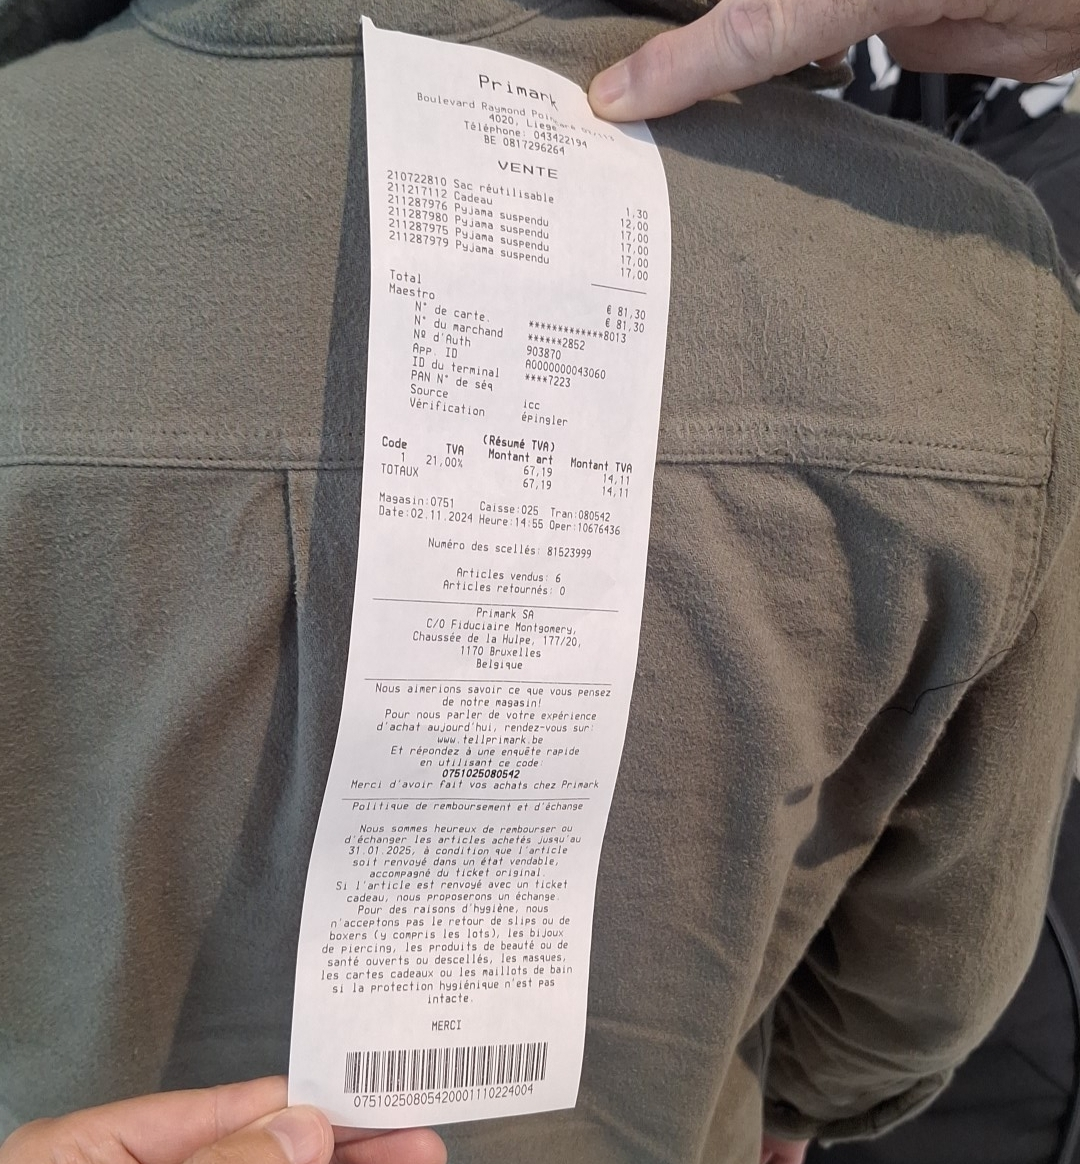 Primark
Boulevard Raymond
4020, Liege
Téléphone: 043422194
BE 0817296264
VENTE
210722810 Sac réutilisable 1,30
211217112 Cadeau 12,00
211287976 Pyjama suspendu 17,00
211287980 Pyjama suspendu 17,00
211287975 Pyjama suspendu 17,00
211287979 Pyjama suspendu 17,00
Total € 81,30
Maestro € 81,30
N° de carte. *************8013
N° du marchand ******2852
Nº d'Auth 903870
App. ID A0000000043060
ID du terminal ****7223
PAN N° de séq
Source icc
Vérification épingler
(Résumé TVA)
Code TVA Montant art Montant TVA
1 21,00% 67,19 14,11
TOTAUX 67,19 14,11
Magasin:0751 Caisse:025 Tran:080542
Date:02.11.2024 Heure:14:55 Oper:10676436
Numéro des scellés: 81523999
Articles vendus: 6
Articles retournés: 0
Primark SA
C/O Fiduciaire Montgomery,
Chaussée de la Hulpe, 177/20,
1170 Bruxelles
Belgique
Nous aimerions savoir ce que vous pensez
de notre magasin!
Pour nous parler de votre expérience
d'achat aujourd'hui, rendez-vous sur:
www.tellprimark.be
Et répondez à une enquête rapide
en utilisant ce code:
0751025080542
Merci d'avoir fait vos achats chez Primark
Politique de remboursement et d'échange
Nous sommes heureux de rembourser ou
d'échanger les articles achetés jusqu'au
31.01.2025, à condition que l'article
soit renvoyé dans un état vendable,
accompagné du ticket original.
Si l'article est renvoyé avec un ticket
cadeau, nous proposerons un échange.
Pour des raisons d'hygiène, nous
n'acceptons pas le retour de slips ou de
boxers (y compris les lots), les bijoux
de piercing, les produits de beauté ou de
santé ouverts ou descellés, les masques,
les cartes cadeaux ou les maillots de bain
si la protection hygiénique n'est pas
intacte.
MERCI
07510250805420001110224004